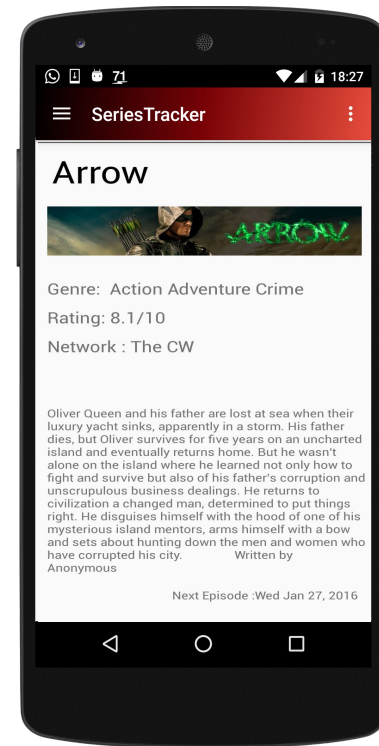 71
18:27
SeriesTracker
Arrow
ARROW
Genre:  Action Adventure Crime
Rating: 8.1/10
Network : The CW
Oliver Queen and his father are lost at sea when their
luxury yacht sinks, apparently in a storm. His father
dies, but Oliver survives for five years on an uncharted
island and eventually returns home. But he wasn't
alone on the island where he learned not only how to
fight and survive but also of his father's corruption and
unscrupulous business dealings. He returns to
civilization a changed man, determined to put things
right. He disguises himself with the hood of one of his
mysterious island mentors, arms himself with a bow
and sets about hunting down the men and women who
have corrupted his city. Written by
Anonymous
Next Episode :Wed Jan 27, 2016